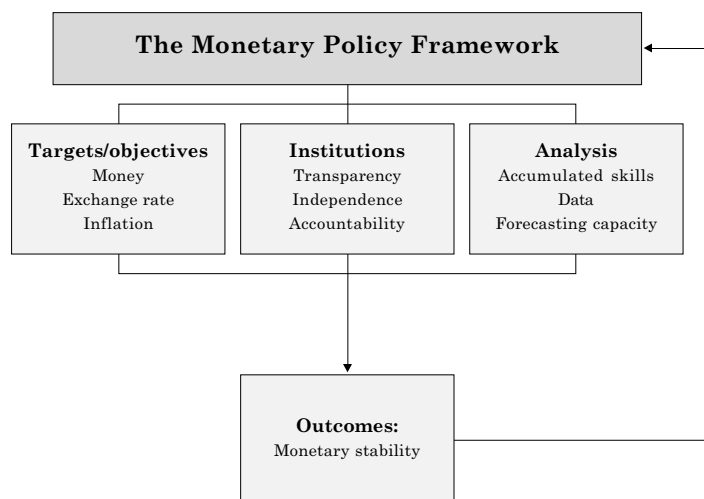 The Monetary Policy Framework
Targets/objectives
Money
Exchange rate
Inflation
Institutions
Transparency
Independence
Accountability
Analysis
Accumulated skills
Data
Forecasting capacity
Outcomes:
Monetary stability